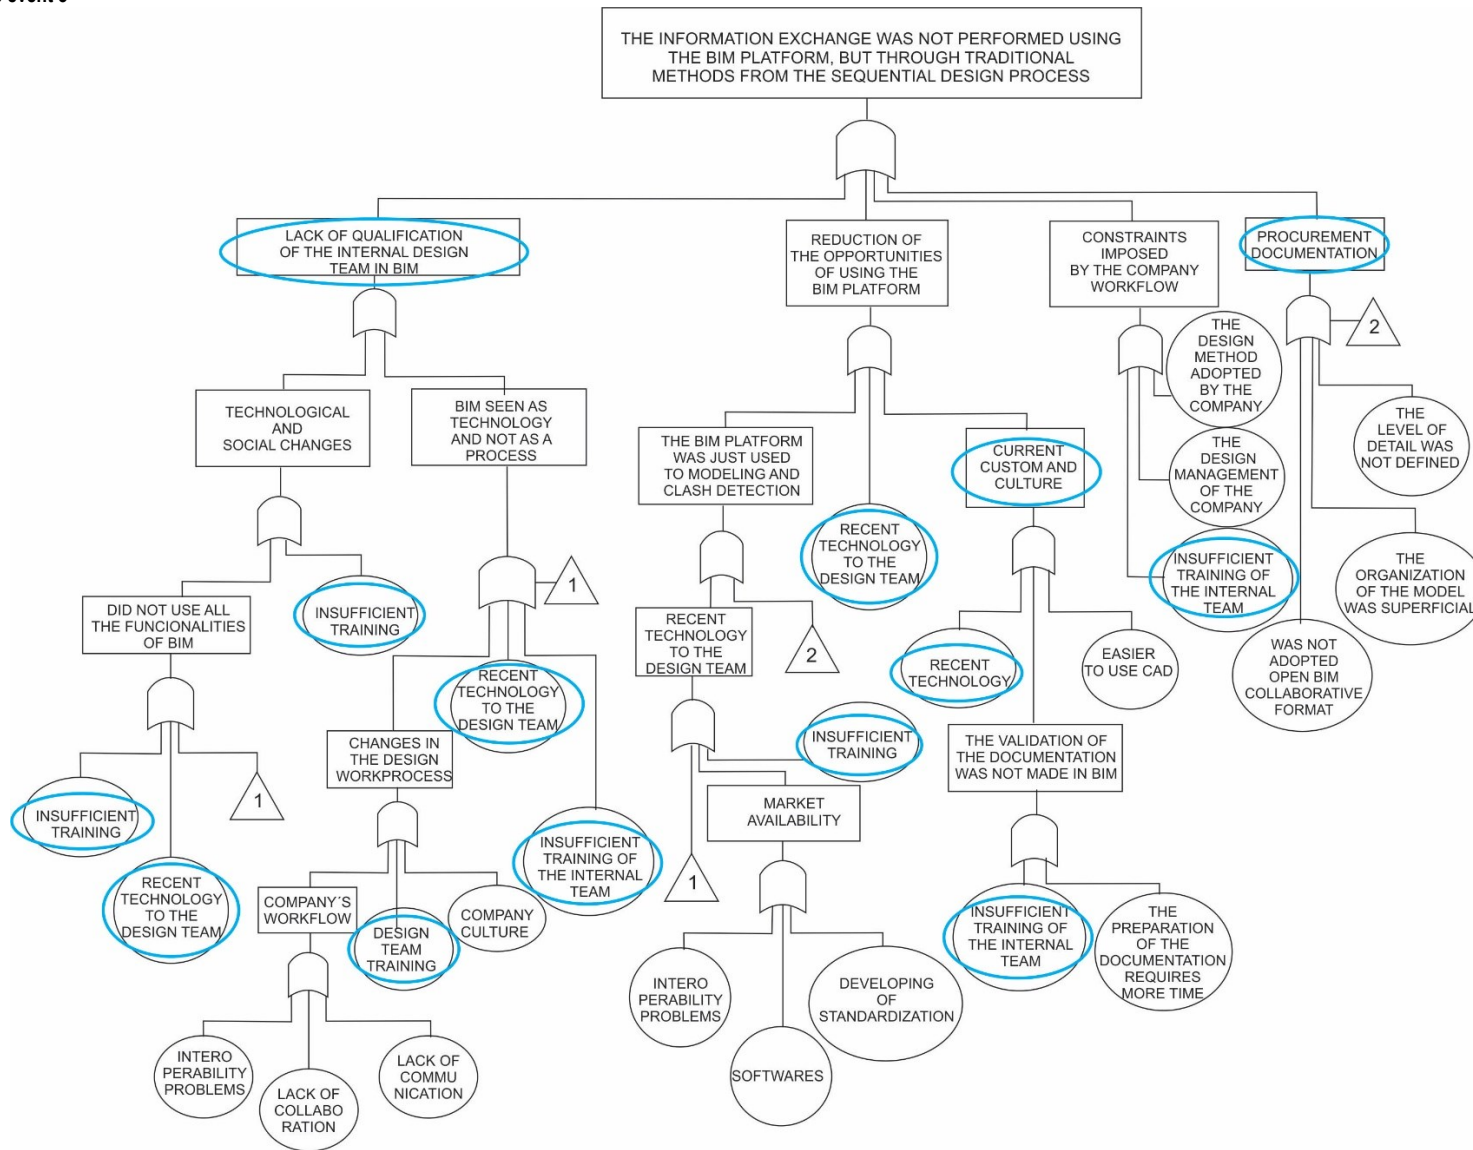 THE INFORMATION EXCHANGE WAS NOT PERFORMED USING
THE BIM PLATFORM, BUT THROUGH TRADITIONAL
METHODS FROM THE SEQUENTIAL DESIGN PROCESS
LACK OF QUALIFICATION
OF THE INTERNAL DESIGN
TEAM IN BIM
REDUCTION OF
THE OPPORTUNITIES
OF USING THE
BIM PLATFORM
CONSTRAINTS
IMPOSED
BY THE COMPANY
WORKFLOW
PROCUREMENT
DOCUMENTATION
2
THE
DESIGN
METHOD
ADOPTED
BY THE
COMPANY
TECHNOLOGICAL
AND
SOCIAL CHANGES
BIM SEEN AS
TECHNOLOGY
AND NOT AS A
PROCESS
THE BIM PLATFORM
WAS JUST USED
TO MODELING AND
CLASH DETECTION
CURRENT
CUSTOM AND
CULTURE
THE
DESIGN
MANAGEMENT
OF THE
COMPANY
THE
LEVEL OF
DETAIL WAS
NOT DEFINED
RECENT
TECHNOLOGY
TO THE
DESIGN TEAM
INSUFFICIENT
TRAINING OF
THE INTERNAL
TEAM
THE
ORGANIZATION
OF THE MODEL
WAS SUPERFICIAL
1
DID NOT USE ALL
THE FUNCIONALITIES
OF BIM
INSUFFICIENT
TRAINING
RECENT
TECHNOLOGY
TO THE
DESIGN TEAM
2
RECENT
TECHNOLOGY
EASIER
TO USE CAD
WAS NOT
ADOPTED
OPEN BIM
COLLABORATIVE
FORMAT
RECENT
TECHNOLOGY
TO THE
DESIGN TEAM
CHANGES IN
THE DESIGN
WORKPROCESS
INSUFFICIENT
TRAINING
THE VALIDATION OF
THE DOCUMENTATION
WAS NOT MADE IN BIM
INSUFFICIENT
TRAINING
1
MARKET
AVAILABILITY
INSUFFICIENT
TRAINING OF
THE INTERNAL
TEAM
1
RECENT
TECHNOLOGY
TO THE
DESIGN TEAM
COMPANY´S
WORKFLOW
DESIGN
TEAM
TRAINING
COMPANY
CULTURE
INSUFFICIENT
TRAINING OF
THE INTERNAL
TEAM
THE
PREPARATION
OF THE
DOCUMENTATION
REQUIRES
MORE TIME
INTERO
PERABILITY
PROBLEMS
DEVELOPING
OF
STANDARDIZATION
SOFTWARES
INTERO
PERABILITY
PROBLEMS
LACK OF
COLLABO
RATION
LACK OF
COMMU
NICATION